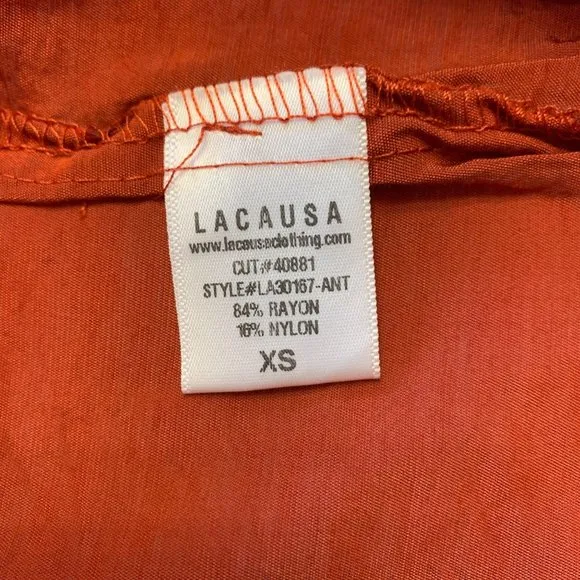 LACAUSA
www.lacausaclothing.com
CUT#40881
STYLE#LA30167-ANT
84% RAYON
16% NYLON
XS